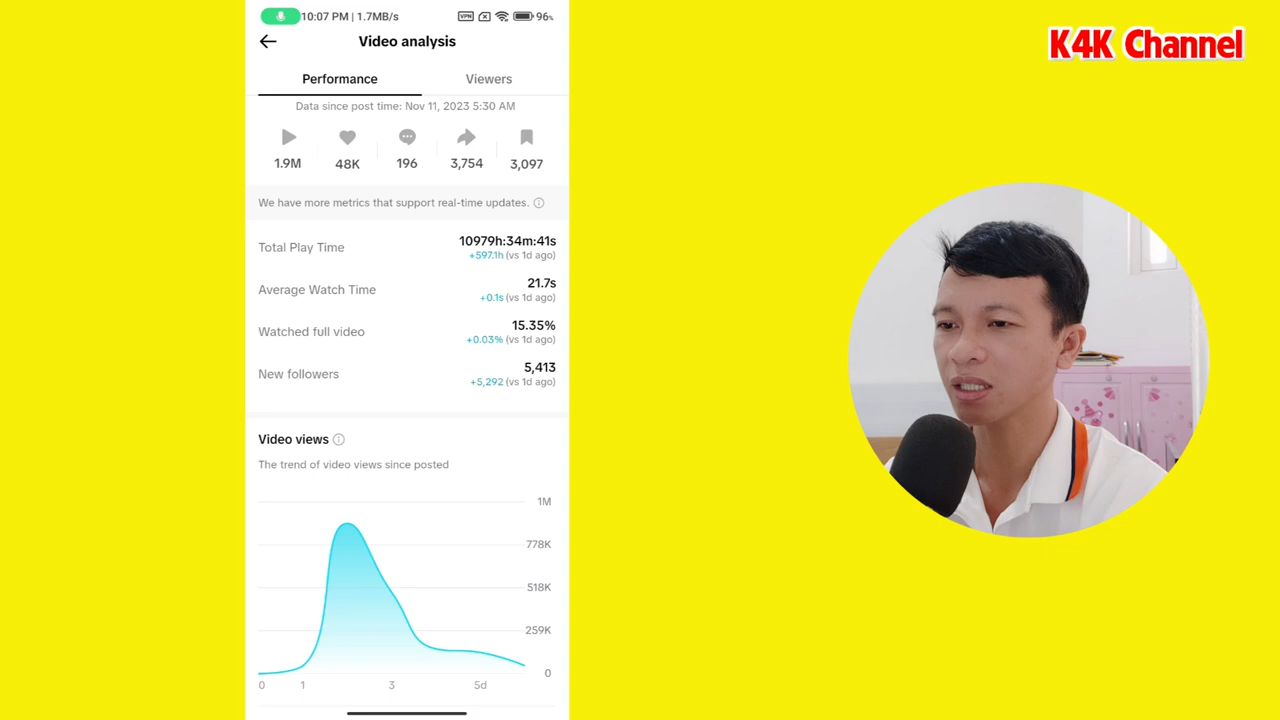 10:07 PM | 1.7MB/s VPN 96%
K4K Channel
Video analysis
Performance Viewers
Data since post time: Nov 11, 2023 5:30 AM
1.9M 48K 196 3,754 3,097
We have more metrics that support real-time updates.
Total Play Time 10979h:34m:41s
+597.1h (vs 1d ago)
Average Watch Time 21.7s
+0.1s (vs 1d ago)
Watched full video 15.35%
+0.03% (vs 1d ago)
New followers 5,413
+5,292 (vs 1d ago)
Video views
The trend of video views since posted
1M
778K
518K
259K
0
0 1 3 5d